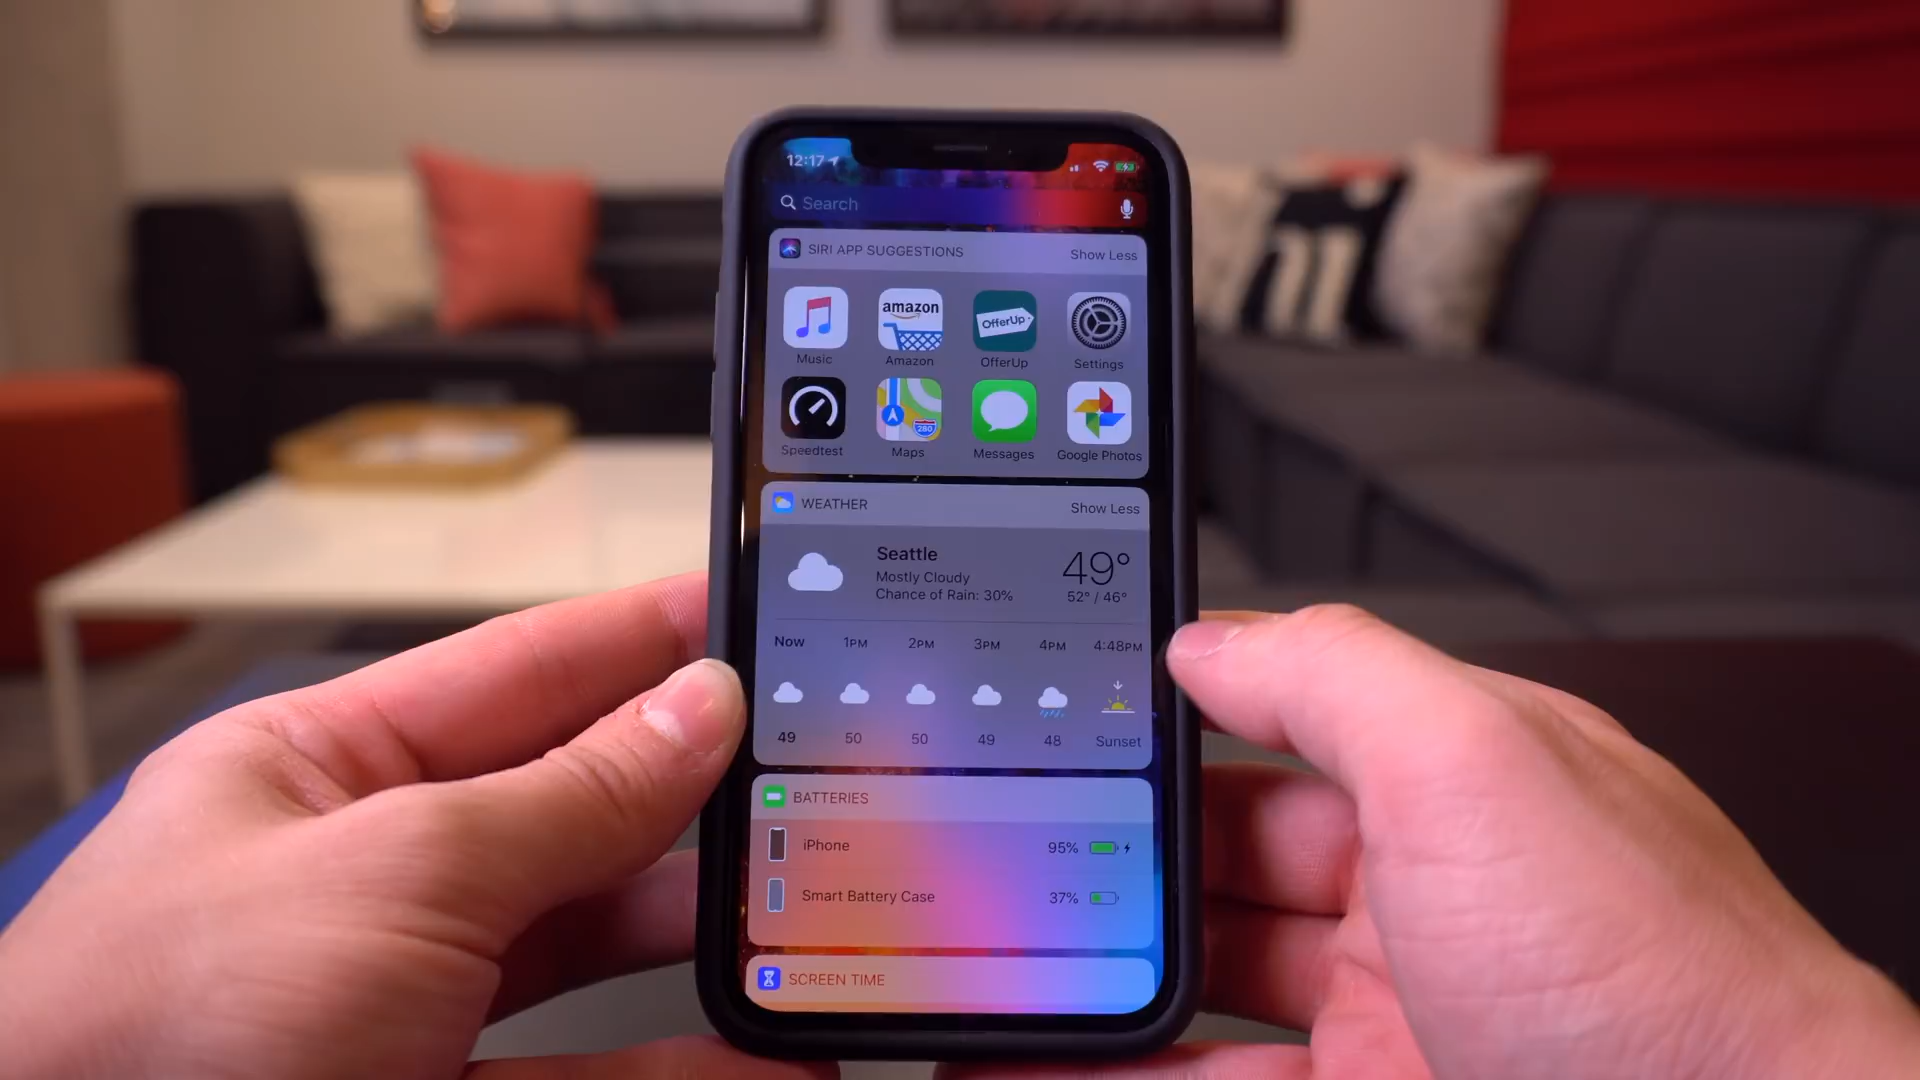 12:17
Search
SIRI APP SUGGESTIONS Show Less
amazon OfferUp
Music Amazon OfferUp Settings
280
Speedtest Maps Messages Google Photos
WEATHER Show Less
Seattle 49°
Mostly Cloudy
Chance of Rain: 30% 52° / 46°
Now 1PM 2PM 3PM 4PM 4:48PM
49 50 50 49 48 Sunset
BATTERIES
iPhone 95%
Smart Battery Case 37%
SCREEN TIME